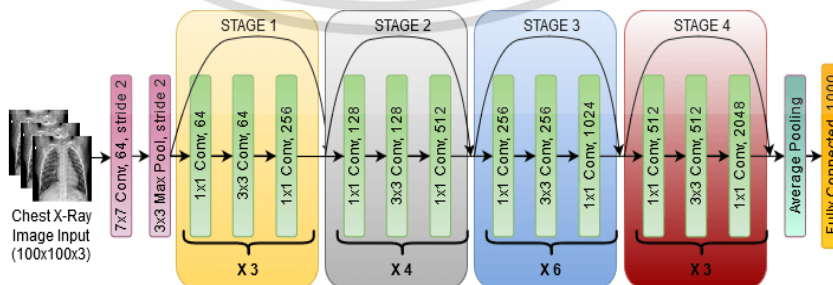 STAGE 1
STAGE 2
STAGE 3
STAGE 4
Chest X-Ray
Image Input
(100x100x3)
7x7 Conv, 64, stride 2
3x3 Max Pool, stride 2
1x1 Conv, 64
3x3 Conv, 64
1x1 Conv, 256
X 3
1x1 Conv, 128
3x3 Conv, 128
1x1 Conv, 512
X 4
1x1 Conv, 256
3x3 Conv, 256
1x1 Conv, 1024
X 6
1x1 Conv, 512
3x3 Conv, 512
1x1 Conv, 2048
X 3
Average Pooling
Fully Connected, 1000